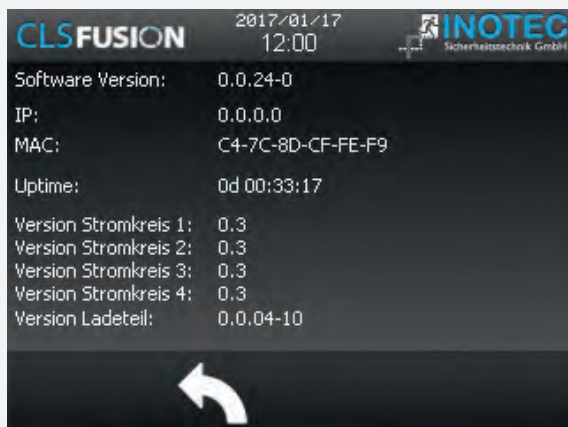 CLSFUSION
2017/01/17
12:00
INOTEC
Sicherheitstechnik GmbH
Software Version: 0.0.24-0
IP: 0.0.0.0
MAC: C4-7C-8D-CF-FE-F9
Uptime: 0d 00:33:17
Version Stromkreis 1: 0.3
Version Stromkreis 2: 0.3
Version Stromkreis 3: 0.3
Version Stromkreis 4: 0.3
Version Ladeteil: 0.0.04-10